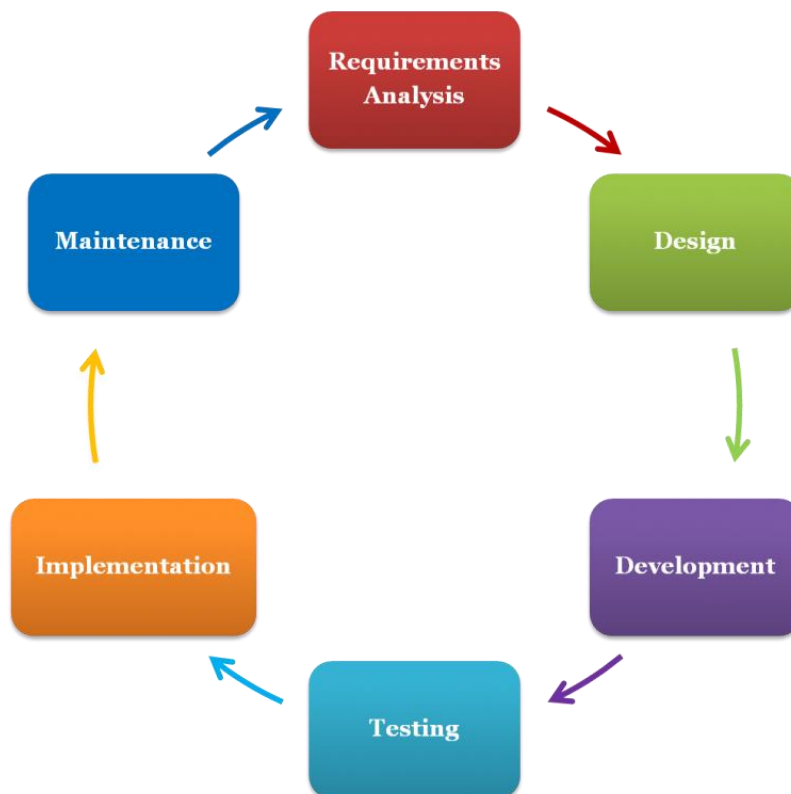 Requirements
Analysis
Design
Development
Testing
Implementation
Maintenance